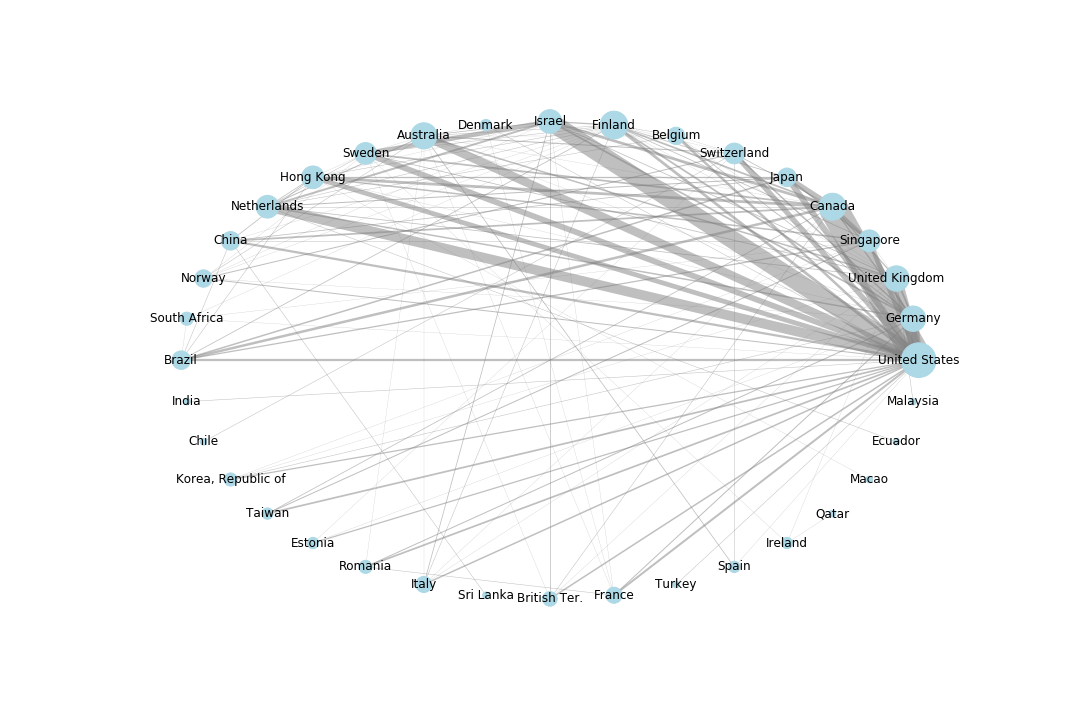 Israel
Finland
Denmark
Belgium
Australia
Sweden
Switzerland
Hong Kong
Japan
Netherlands
Canada
China
Singapore
Norway
United Kingdom
South Africa
Germany
Brazil
United States
India
Malaysia
Chile
Ecuador
Korea, Republic of
Macao
Taiwan
Qatar
Estonia
Ireland
Romania
Spain
Italy
Turkey
Sri Lanka
British Ter.
France